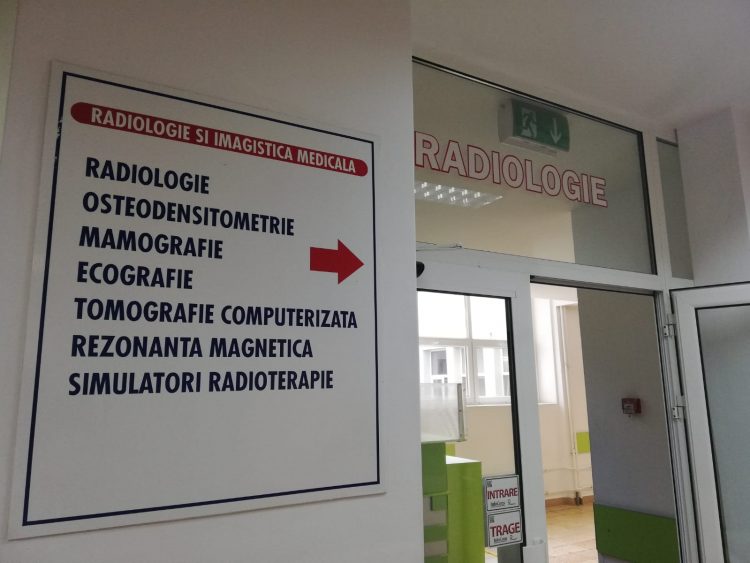 RADIOLOGIE SI IMAGISTICA MEDICALA
RADIOLOGIE
OSTEODENSITOMETRIE
MAMOGRAFIE
ECOGRAFIE
TOMOGRAFIE COMPUTERIZATA
REZONANTA MAGNETICA
SIMULATORI RADIOTERAPIE
RADIOLOGIE
INTRARE
TRAGE